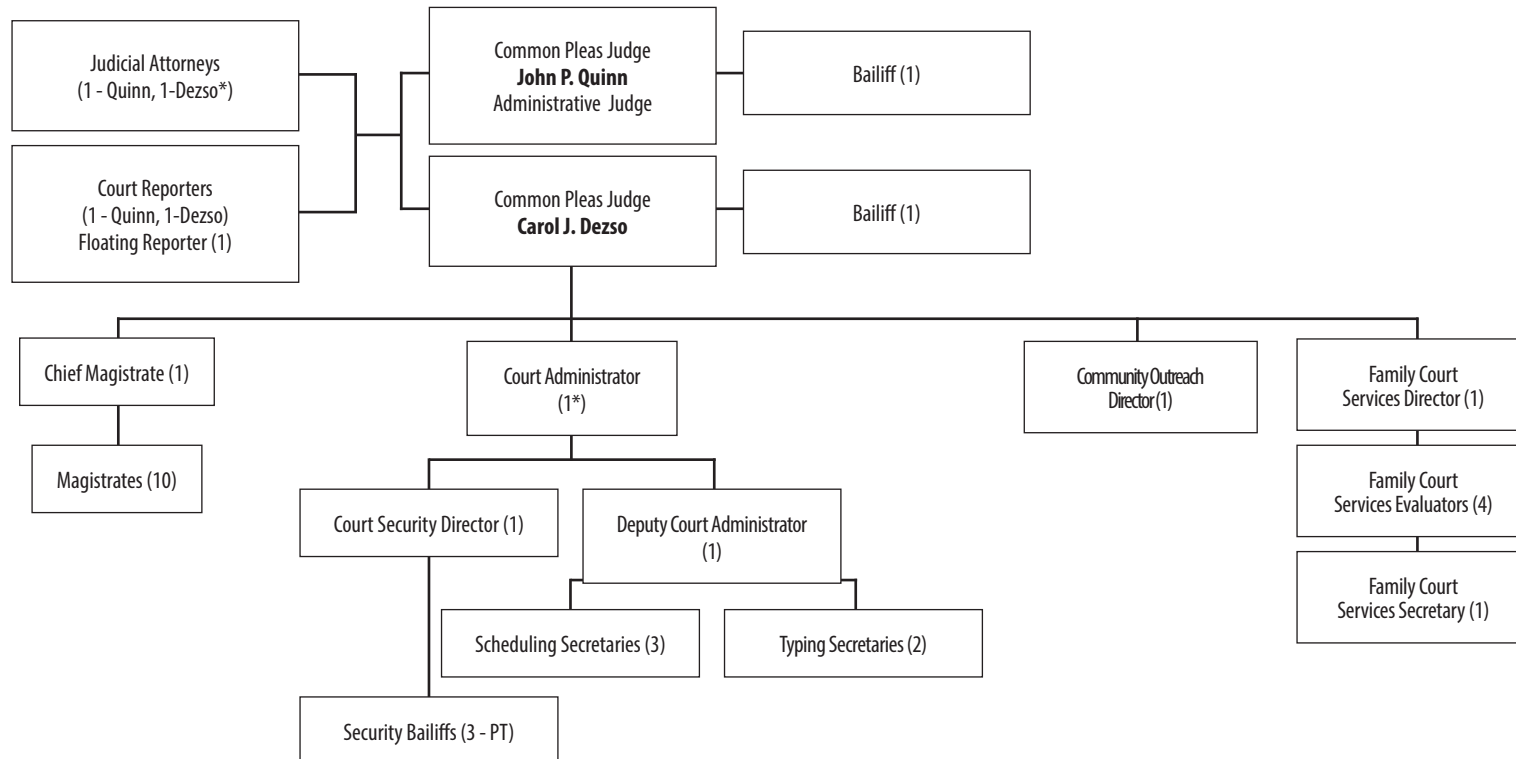 Judicial Attorneys
(1 - Quinn, 1-Dezso*)
Court Reporters
(1 - Quinn, 1-Dezso)
Floating Reporter (1)
Common Pleas Judge
John P. Quinn
Administrative Judge
Bailiff (1)
Common Pleas Judge
Carol J. Dezso
Bailiff (1)
Chief Magistrate (1)
Magistrates (10)
Court Administrator
(1*)
Court Security Director (1)
Deputy Court Administrator
(1)
Scheduling Secretaries (3)
Typing Secretaries (2)
Security Bailiffs (3 - PT)
Community Outreach
Director (1)
Family Court
Services Director (1)
Family Court
Services Evaluators (4)
Family Court
Services Secretary (1)